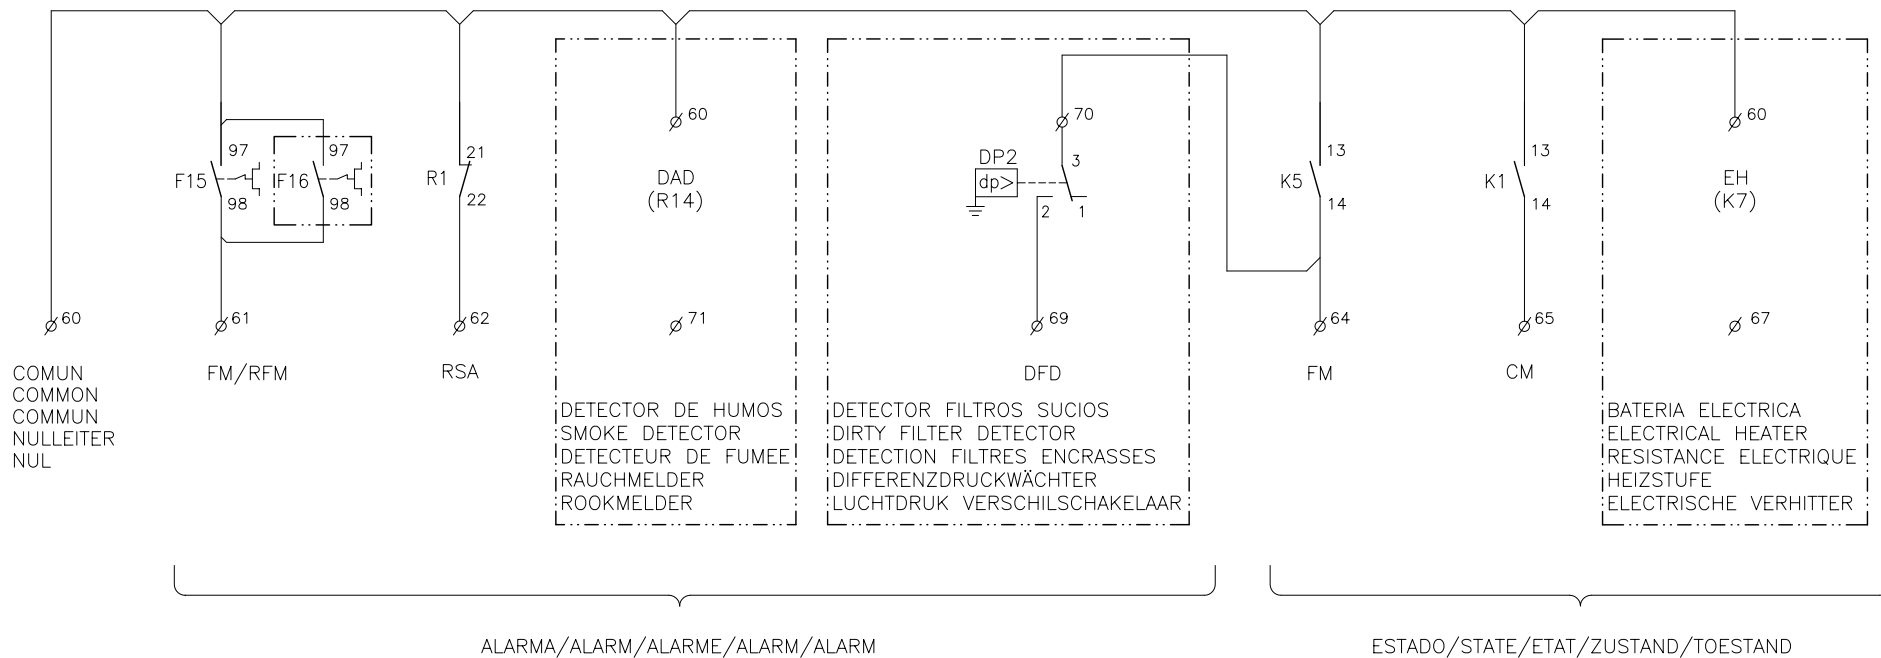 60
70
60
97
97
21
13
13
DP2
3
F15
F16
R1
DAD
dp>
K5
K1
EH
(R14)
(K7)
98
98
22
2
1
14
14
60
61
62
71
69
64
65
67
COMUN
COMMON
COMMUN
NULLEITER
NUL
FM/RFM
RSA
DFD
FM
CM
DETECTOR DE HUMOS
SMOKE DETECTOR
DETECTEUR DE FUMEE
RAUCHMELDER
ROOKMELDER
DETECTOR FILTROS SUCIOS
DIRTY FILTER DETECTOR
DETECTION FILTRES ENCRASSES
DIFFERENZDRUCKWÄCHTER
LUCHTDRUK VERSCHILSCHAKELAAR
BATERIA ELECTRICA
ELECTRICAL HEATER
RESISTANCE ELECTRIQUE
HEIZSTUFE
ELECTRISCHE VERHITTER
ALARMA/ALARM/ALARME/ALARM/ALARM
ESTADO/STATE/ETAT/ZUSTAND/TOESTAND